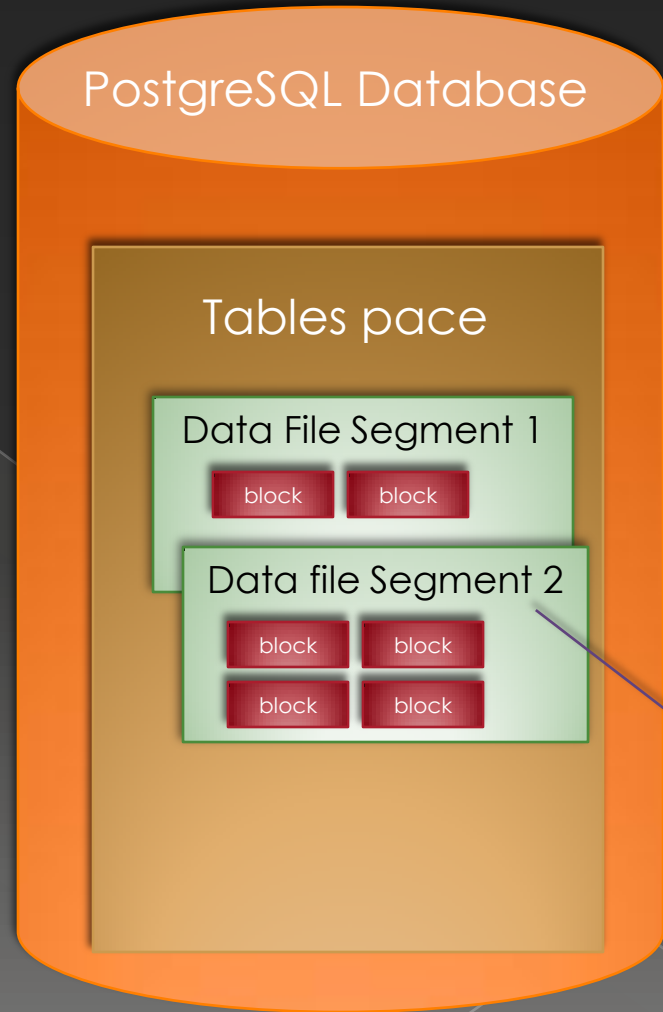 PostgreSQL Database
Tables pace
Data File Segment 1
block block
Data file Segment 2
block block
block block